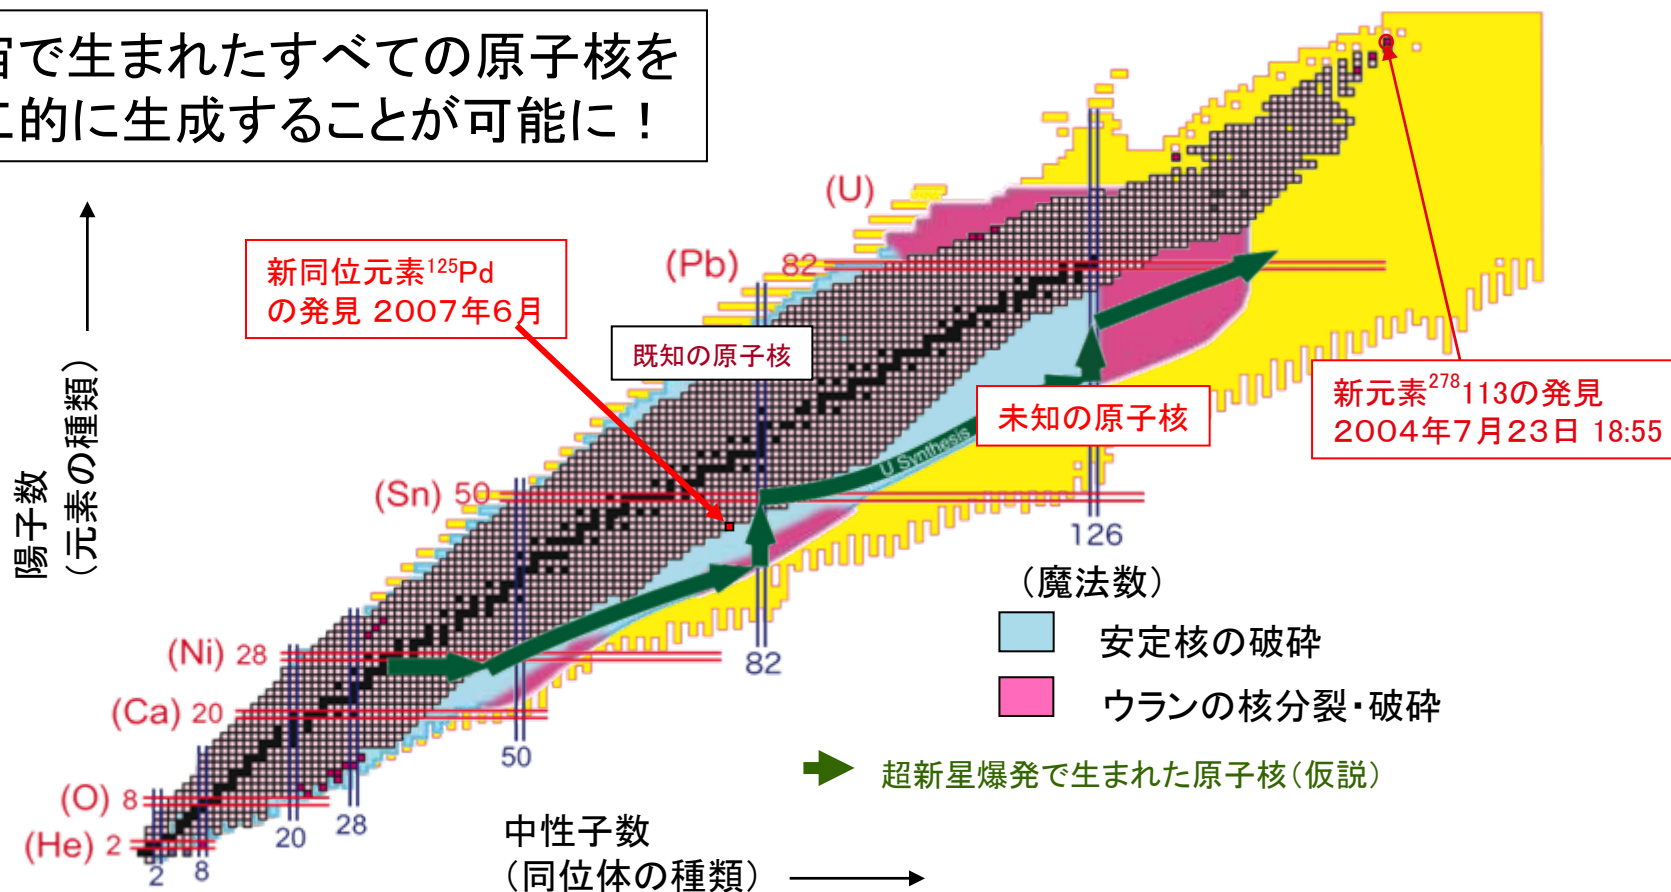 宙で生まれたすべての原子核を
工的に生成することが可能に！
陽子数
（元素の種類）
新同位元素¹²⁵Pd
の発見 2007年6月
既知の原子核
未知の原子核
新元素²⁷⁸113の発見
2004年7月23日 18:55
(U)
(Pb) 82
(Sn) 50
(Ni) 28
(Ca) 20
(O) 8
(He) 2
U Synthesis
2
8
20
28
50
82
126
（魔法数）
安定核の破砕
ウランの核分裂・破砕
超新星爆発で生まれた原子核（仮説）
中性子数
（同位体の種類）